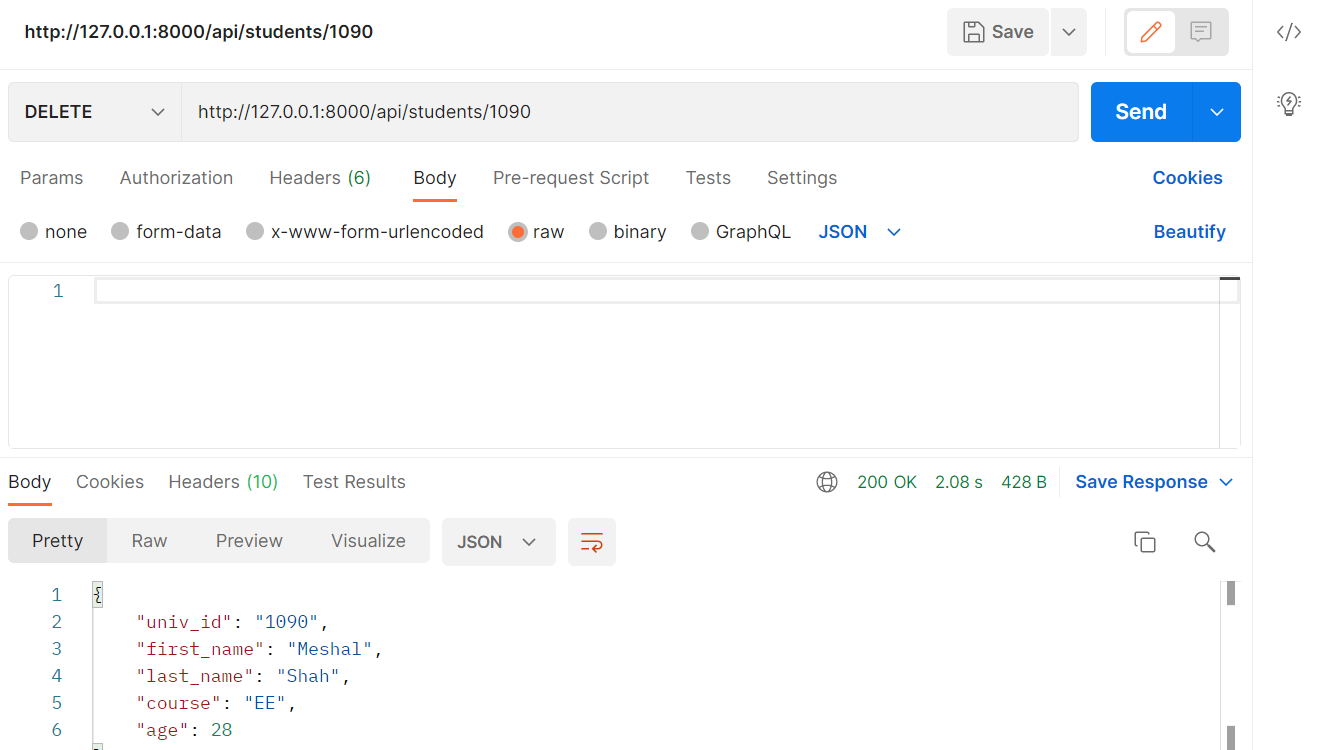 http://127.0.0.1:8000/api/students/1090 Save
DELETE http://127.0.0.1:8000/api/students/1090 Send
Params Authorization Headers (6) Body Pre-request Script Tests Settings Cookies
none form-data x-www-form-urlencoded raw binary GraphQL JSON Beautify
1
Body Cookies Headers (10) Test Results 200 OK 2.08 s 428 B Save Response
Pretty Raw Preview Visualize JSON
1 {
2 "univ_id": "1090",
3 "first_name": "Meshal",
4 "last_name": "Shah",
5 "course": "EE",
6 "age": 28